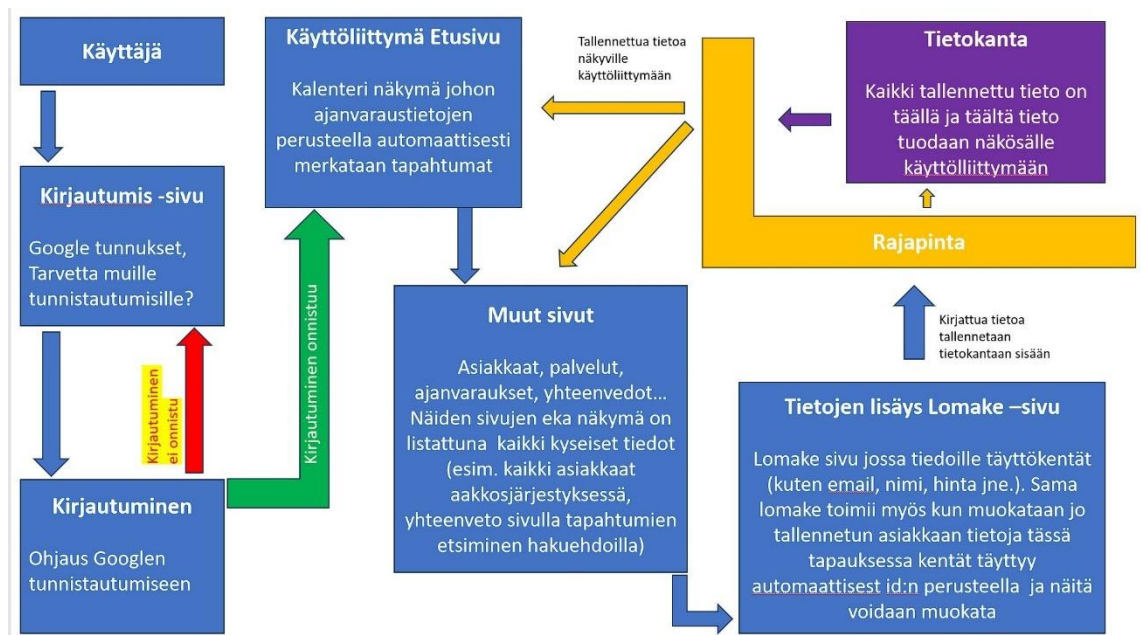 Käyttäjä
Kirjautumis -sivu
Google tunnukset,
Tarvetta muille
tunnistautumisille?
Kirjautuminen
ei onnistu
Kirjautuminen
Ohjaus Googlen
tunnistautumiseen
Kirjautuminen onnistuu
Käyttöliittymä Etusivu
Kalenteri näkymä johon
ajanvaraustietojen
perusteella automaattisesti
merkataan tapahtumat
Muut sivut
Asiakkaat, palvelut,
ajanvaraukset, yhteenvedot…
Näiden sivujen eka näkymä on
listattuna kaikki kyseiset tiedot
(esim. kaikki asiakkaat
aakkosjärjestyksessä,
yhteenveto sivulla tapahtumien
etsiminen hakuehdoilla)
Tallennettua tietoa
näkyville
käyttöliittymään
Tietokanta
Kaikki tallennettu tieto on
täällä ja täältä tieto
tuodaan näkösälle
käyttölliittymään
Rajapinta
Kirjattua tietoa
tallennetaan
tietokantaan sisään
Tietojen lisäys Lomake –sivu
Lomake sivu jossa tiedoille täyttökentät
(kuten email, nimi, hinta jne.). Sama
lomake toimii myös kun muokataan jo
tallennetun asiakkaan tietoja tässä
tapauksessa kentät täyttyy
automaattisest id:n perusteella ja näitä
voidaan muokata